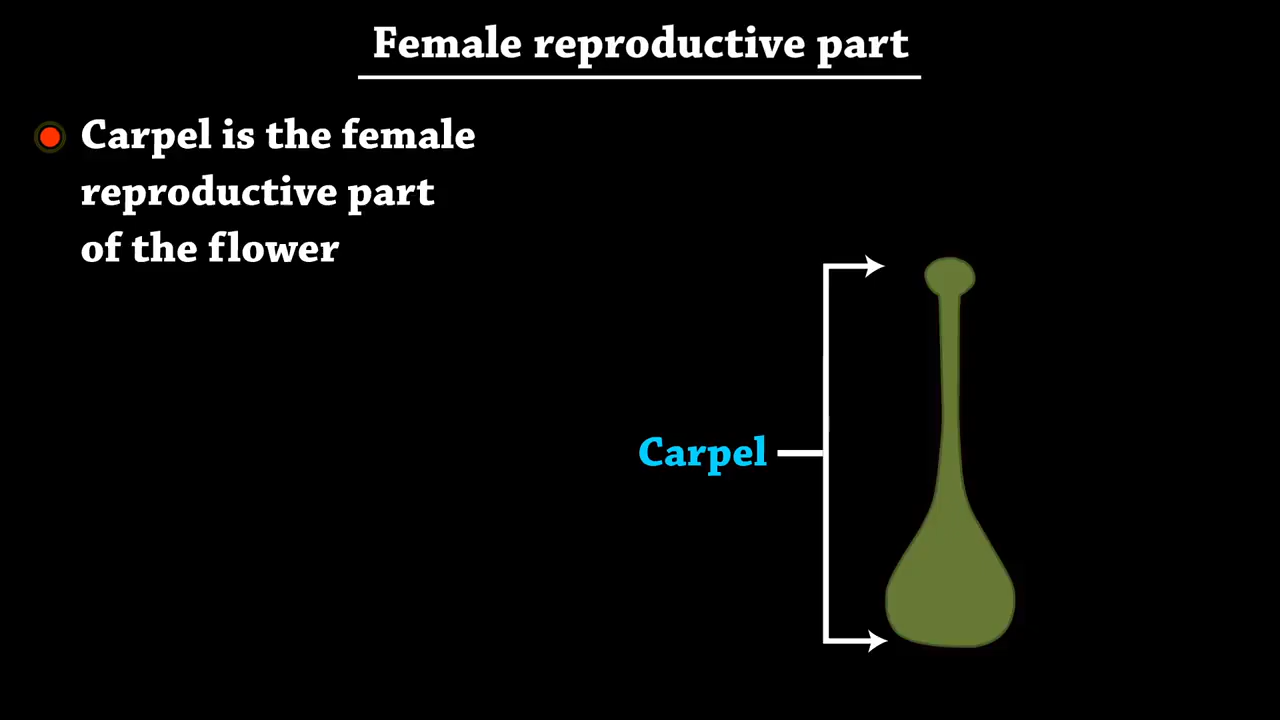 Female reproductive part
Carpel is the female
reproductive part
of the flower
Carpel